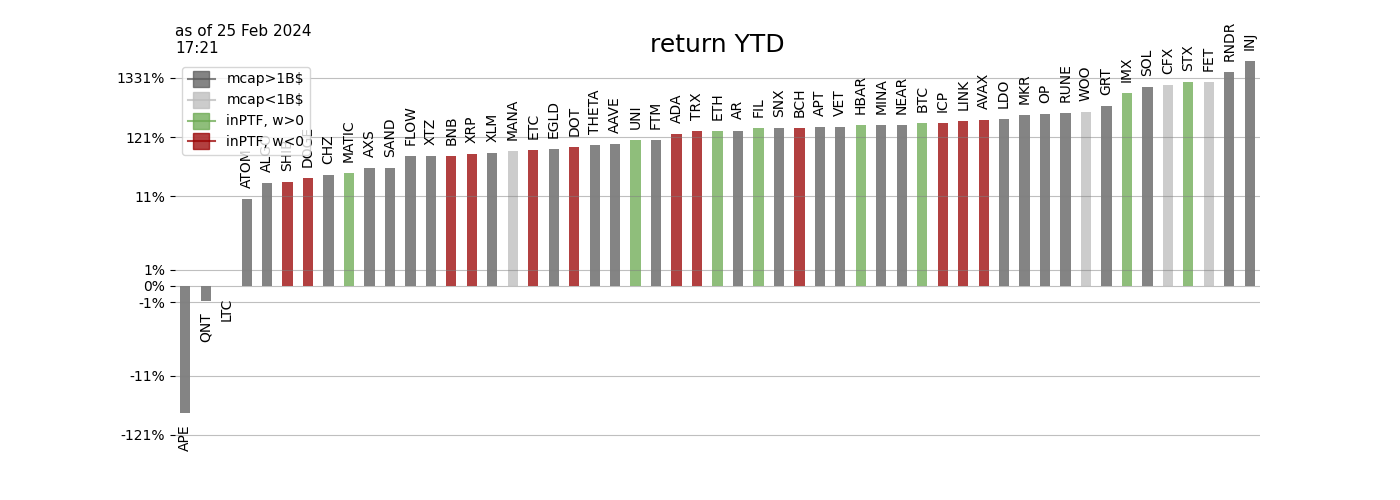 as of 25 Feb 2024
17:21
return YTD
mcap>1B$
mcap<1B$
inPTF, w>0
inPTF, w<0
1331%
121%
11%
1%
0%
-1%
-11%
-121%
APE
QNT
LTC
ATOM
ALGO
SHIB
DOGE
CHZ
MATIC
AXS
SAND
FLOW
XTZ
BNB
XRP
XLM
MANA
ETC
EGLD
DOT
THETA
AAVE
UNI
FTM
ADA
TRX
ETH
AR
FIL
SNX
BCH
APT
VET
HBAR
MINA
NEAR
BTC
ICP
LINK
AVAX
LDO
MKR
OP
RUNE
WOO
GRT
IMX
SOL
CFX
STX
FET
RNDR
INJ